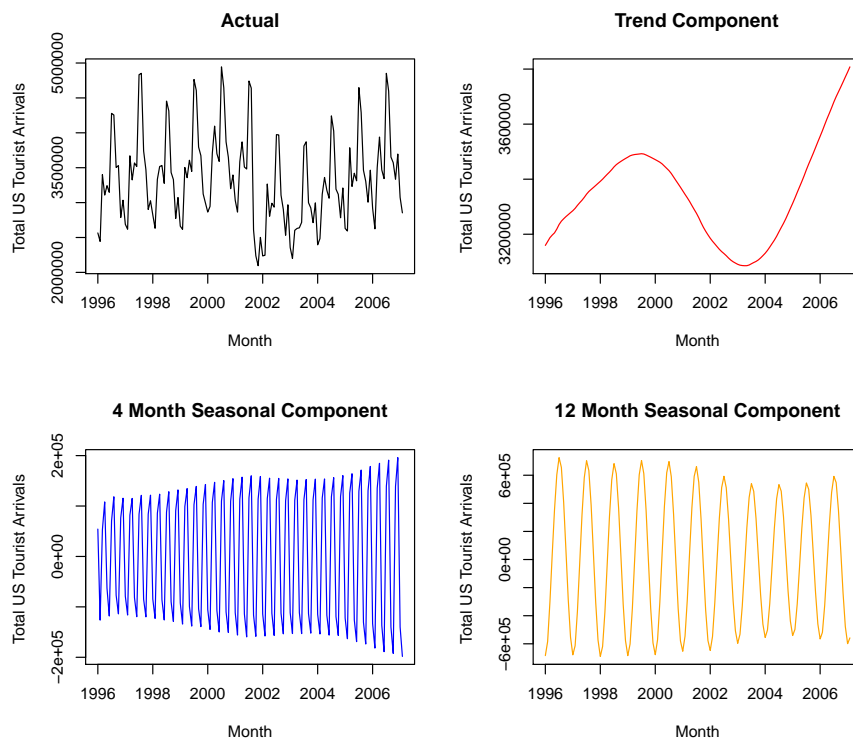 Actual
Total US Tourist Arrivals
5000000
3500000
2000000
1996 1998 2000 2002 2004 2006
Month
Trend Component
Total US Tourist Arrivals
3600000
3200000
1996 1998 2000 2002 2004 2006
Month
4 Month Seasonal Component
Total US Tourist Arrivals
2e+05
0e+00
−2e+05
1996 1998 2000 2002 2004 2006
Month
12 Month Seasonal Component
Total US Tourist Arrivals
6e+05
0e+00
−6e+05
1996 1998 2000 2002 2004 2006
Month